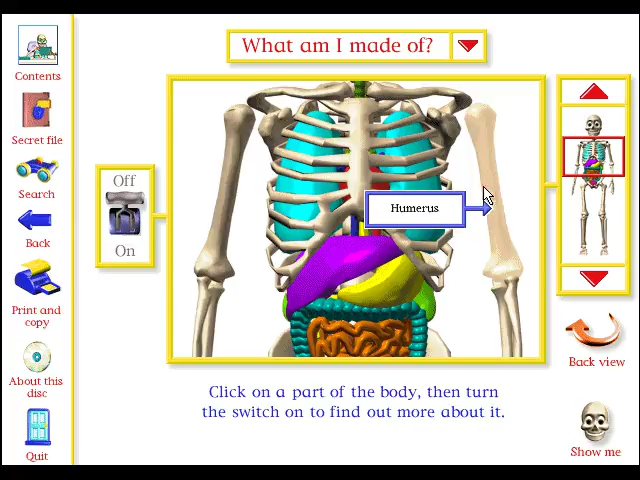 What am I made of?
Contents
Secret file
Search
Back
Print and
copy
About this
disc
Quit
Off
On
Humerus
Back view
Show me
Click on a part of the body, then turn
the switch on to find out more about it.